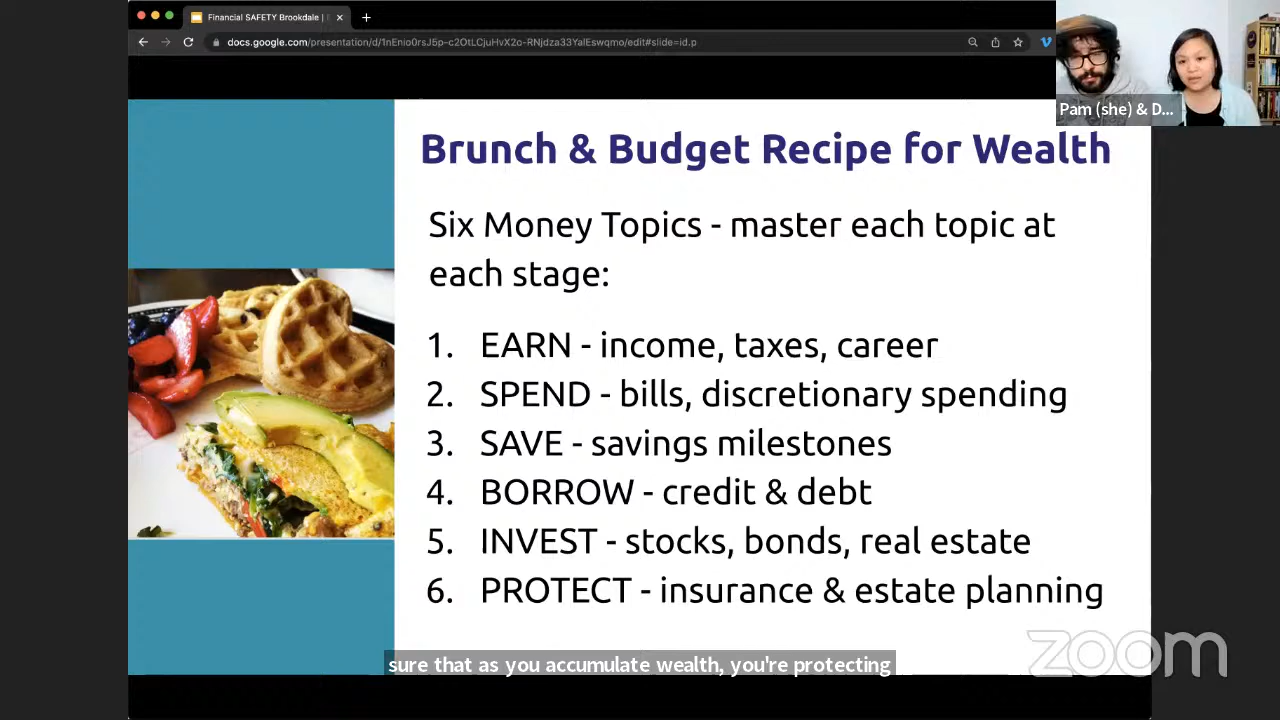 Financial SAFETY Brookdale |
docs.google.com/presentation/d/1nEnio0rsJ5p-c2OtLCjuHvX2o-RNjdza33YalEswqmo/edit#slide=id.p
Pam (she) & D...
Brunch & Budget Recipe for Wealth
Six Money Topics - master each topic at
each stage:
1. EARN - income, taxes, career
2. SPEND - bills, discretionary spending
3. SAVE - savings milestones
4. BORROW - credit & debt
5. INVEST - stocks, bonds, real estate
6. PROTECT - insurance & estate planning
sure that as you accumulate wealth, you're protecting
zoom